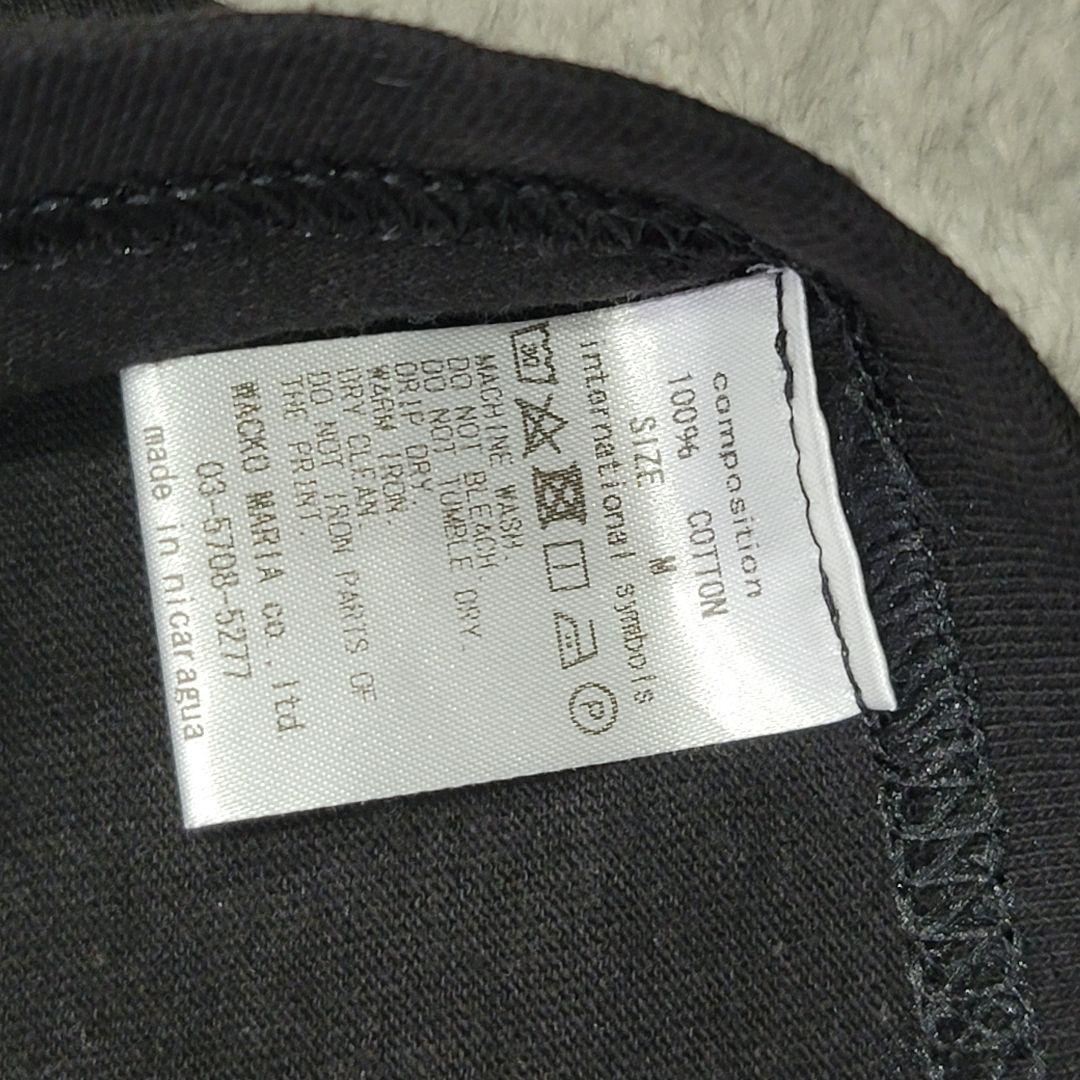 composition
100% COTTON
SIZE M
international symbols
30
P
MACHINE WASH.
DO NOT BLEACH.
DO NOT TUMBLE DRY.
DRIP DRY.
WARM IRON.
DRY CLEAN.
DO NOT IRON PARTS OF
THE PRINT.
WACKO MARIA co.,ltd
03-5708-5277
made in nicaragua